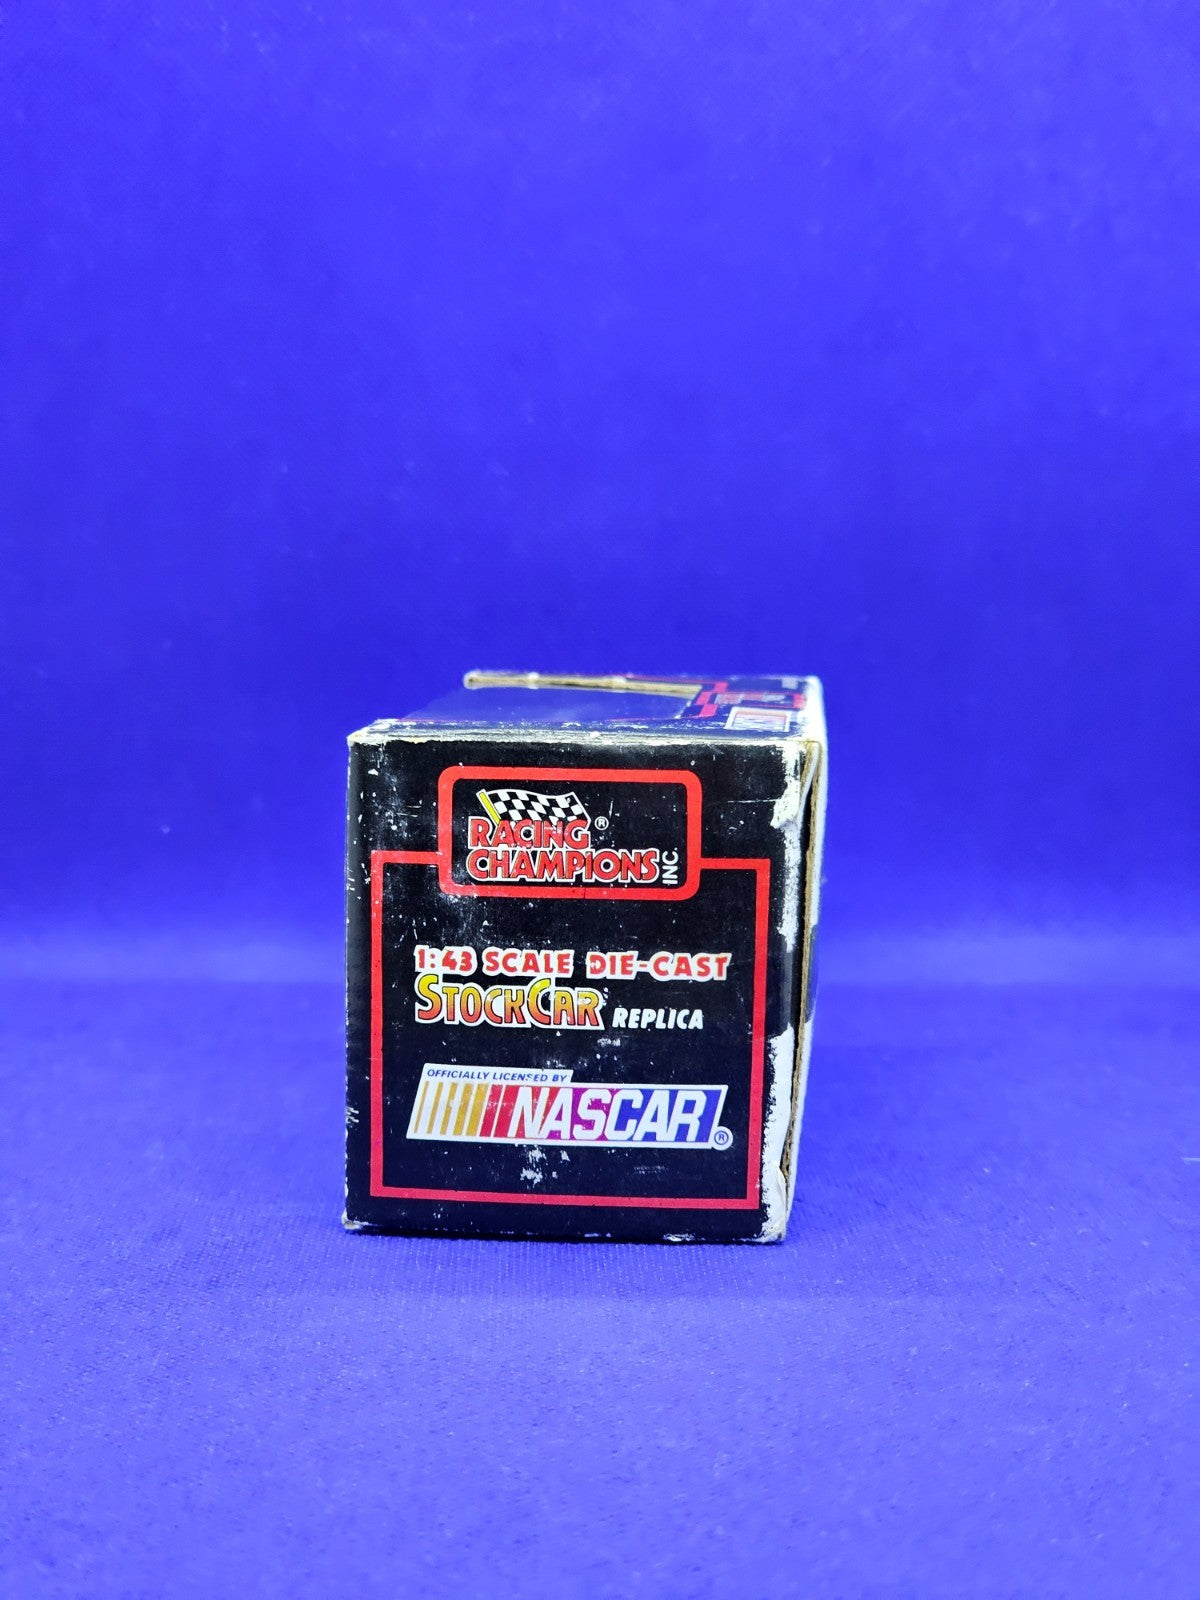 RACING ®
CHAMPIONS INC.
1:43 SCALE DIE-CAST
STOCKCAR REPLICA
OFFICIALLY LICENSED BY
NASCAR ®